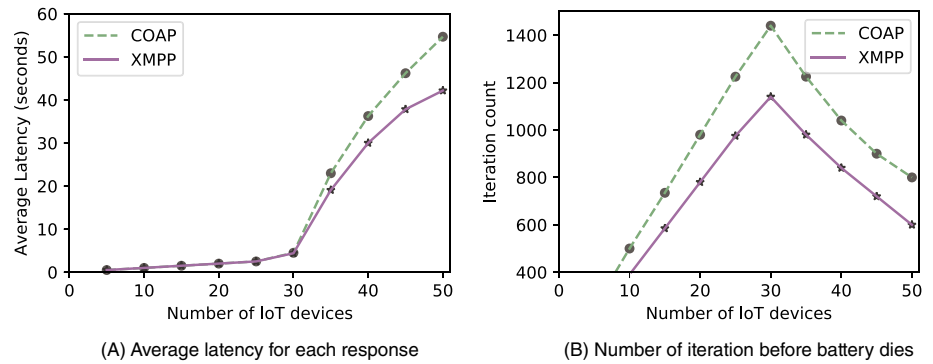 60
50
40
30
20
10
0
Average Latency (seconds)
COAP
XMPP
0 10 20 30 40 50
Number of IoT devices
(A) Average latency for each response
1400
1200
1000
800
600
400
Iteration count
COAP
XMPP
0 10 20 30 40 50
Number of IoT devices
(B) Number of iteration before battery dies